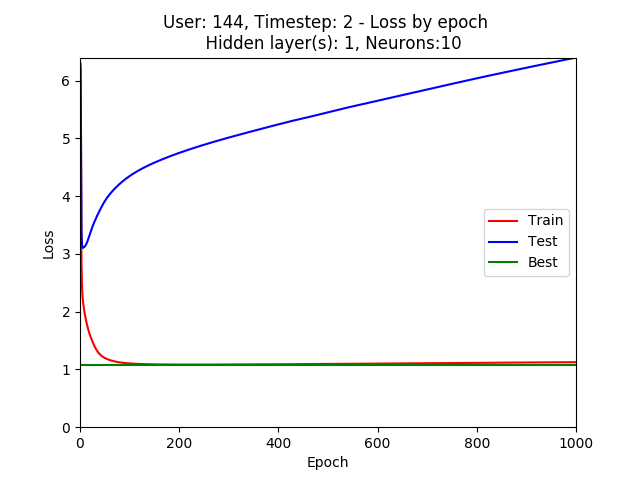 User: 144, Timestep: 2 - Loss by epoch
Hidden layer(s): 1, Neurons:10
6
5
4
3
2
1
0
Loss
Train
Test
Best
0 200 400 600 800 1000
Epoch